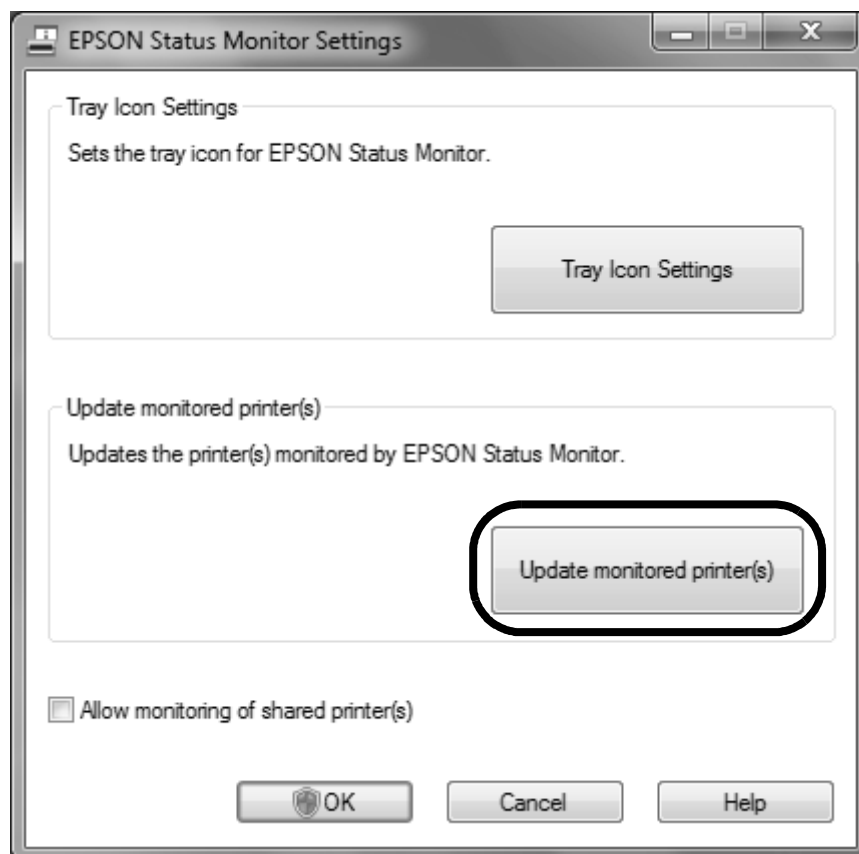 EPSON Status Monitor Settings
Tray Icon Settings
Sets the tray icon for EPSON Status Monitor.
Tray Icon Settings
Update monitored printer(s)
Updates the printer(s) monitored by EPSON Status Monitor.
Update monitored printer(s)
Allow monitoring of shared printer(s)
OK Cancel Help